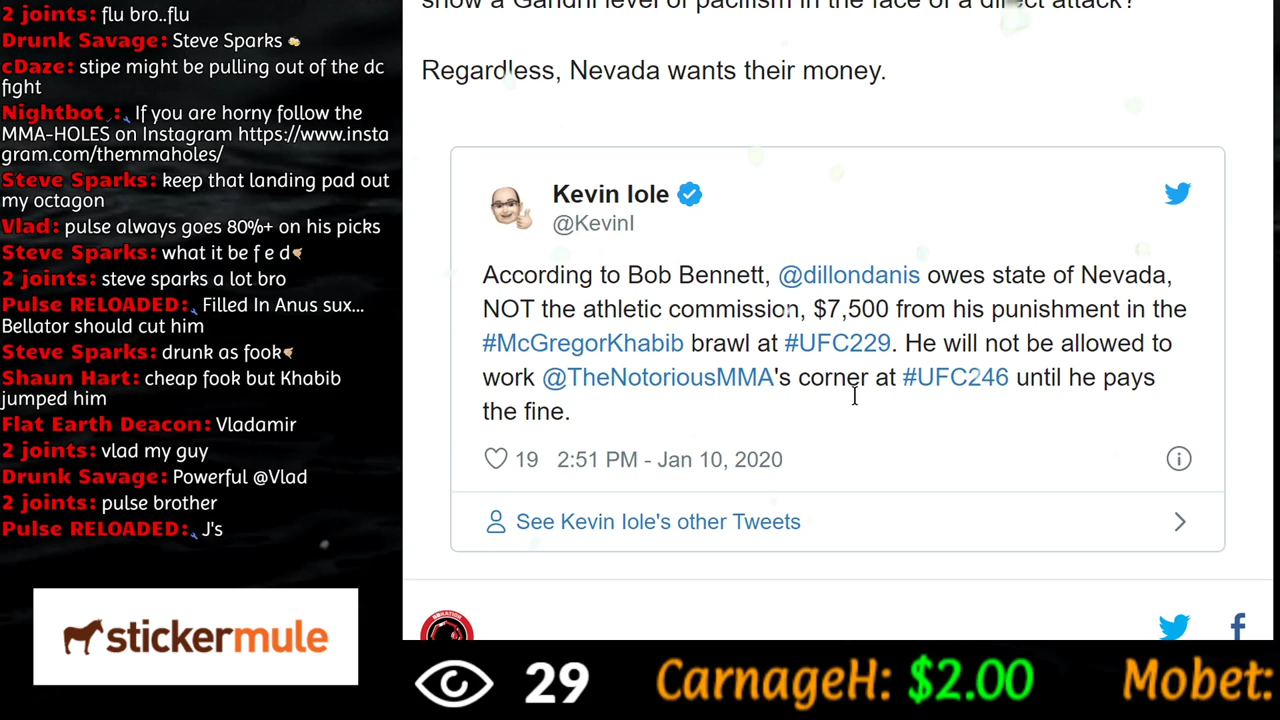 2 joints: flu bro..flu
Drunk Savage: Steve Sparks
cDaze: stipe might be pulling out of the dc
fight
Nightbot : If you are horny follow the
MMA-HOLES on Instagram https://www.insta
gram.com/themmaholes/
Steve Sparks: keep that landing pad out
my octagon
Vlad: pulse always goes 80%+ on his picks
Steve Sparks: what it be f e d
2 joints: steve sparks a lot bro
Pulse RELOADED: Filled In Anus sux...
Bellator should cut him
Steve Sparks: drunk as fook
Shaun Hart: cheap fook but Khabib
jumped him
Flat Earth Deacon: Vladamir
2 joints: vlad my guy
Drunk Savage: Powerful @Vlad
2 joints: pulse brother
Pulse RELOADED: J's
stickermule
show a Gandhi level of pacifism in the face of a direct attack?
Regardless, Nevada wants their money.
Kevin Iole
@KevinI
According to Bob Bennett, @dillondanis owes state of Nevada,
NOT the athletic commission, $7,500 from his punishment in the
#McGregorKhabib brawl at #UFC229. He will not be allowed to
work @TheNotoriousMMA's corner at #UFC246 until he pays
the fine.
19 2:51 PM - Jan 10, 2020
See Kevin Iole's other Tweets
29 CarnageH: $2.00 Mobet: